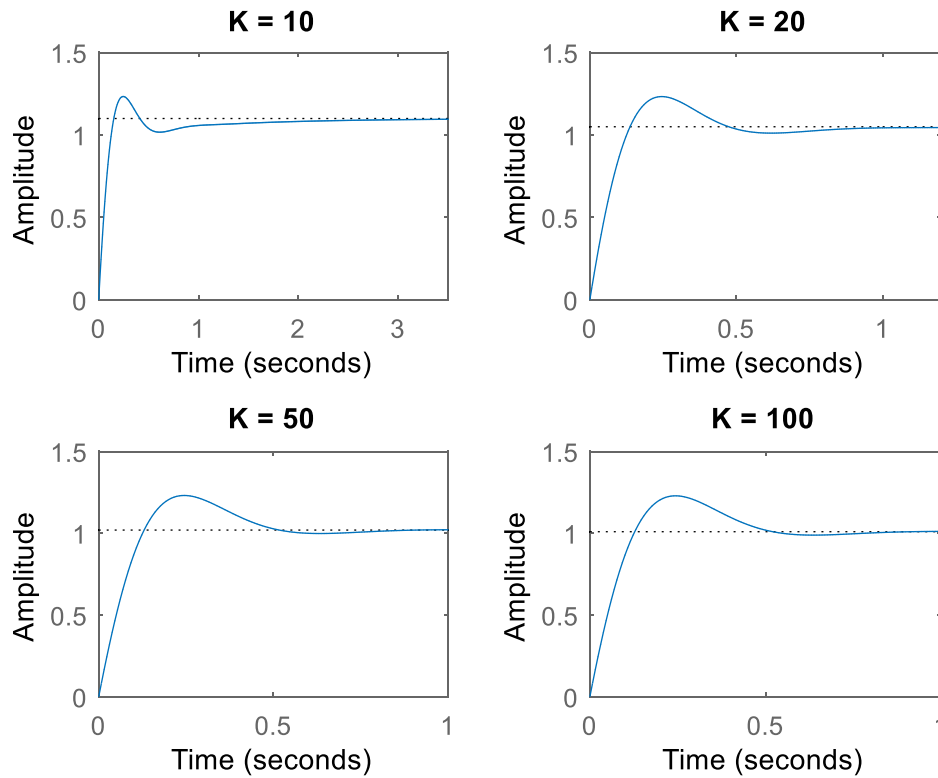 K = 10
1.5
1
0.5
0
0 1 2 3
Amplitude
Time (seconds)
K = 20
1.5
1
0.5
0
0 0.5 1
Amplitude
Time (seconds)
K = 50
1.5
1
0.5
0
0 0.5 1
Amplitude
Time (seconds)
K = 100
1.5
1
0.5
0
0 0.5 1
Amplitude
Time (seconds)